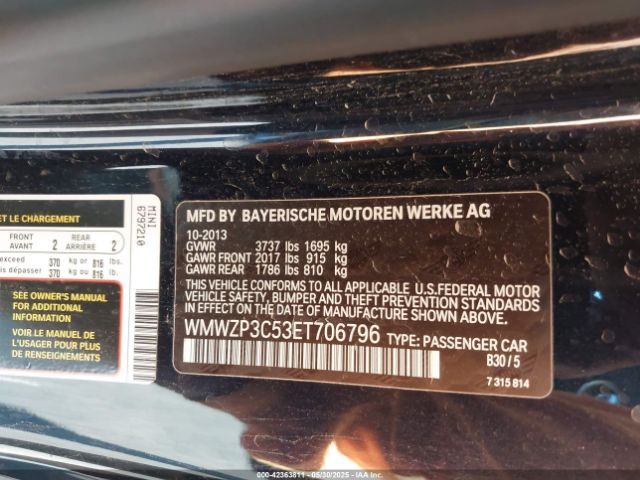 ET LE CHARGEMENT
FRONT
AVANT
2
REAR
ARRIÈRE
2
exceed 370 kg or 816 lbs.
is dépasser 370 kg ou 816 lb.
SEE OWNER'S MANUAL
FOR ADDITIONAL
INFORMATION
VOIR LE MANUEL DE
L'USAGER POUR PLUS DE
RENSEIGNEMENTS
MINI
6797210
MFD BY BAYERISCHE MOTOREN WERKE AG
10-2013
GVWR 3737 lbs 1695 kg
GAWR FRONT 2017 lbs 915 kg
GAWR REAR 1786 lbs 810 kg
THIS VEHICLE CONFORMS TO ALL APPLICABLE U.S.FEDERAL MOTOR
VEHICLE SAFETY, BUMPER AND THEFT PREVENTION STANDARDS
IN EFFECT ON THE DATE OF MANUFACTURE SHOWN ABOVE.
WMWZP3C53ET706796 TYPE: PASSENGER CAR
B30/5
7 315 814
000-42363811 - 05/30/2025 - IAAI Chicago